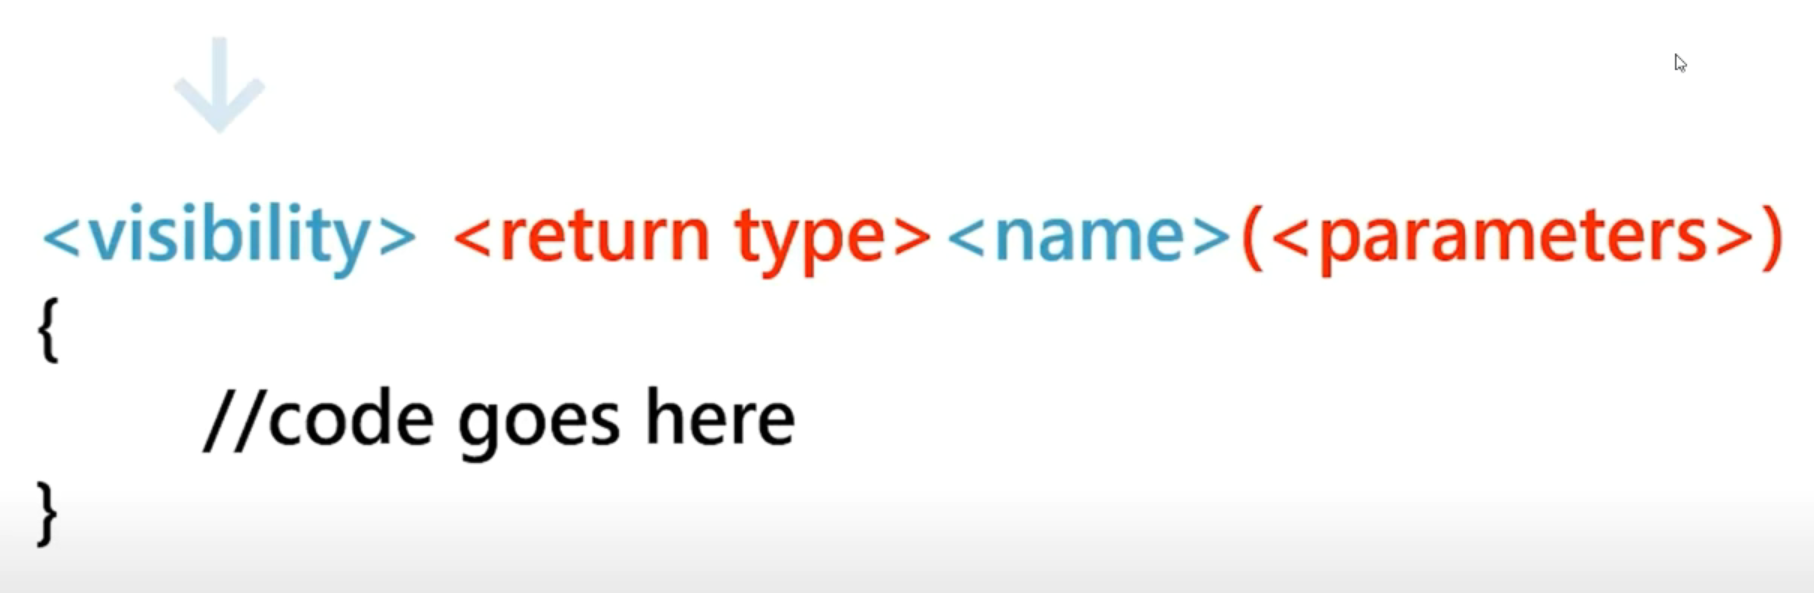 <visibility> <return type><name>(<parameters>)
{
//code goes here
}